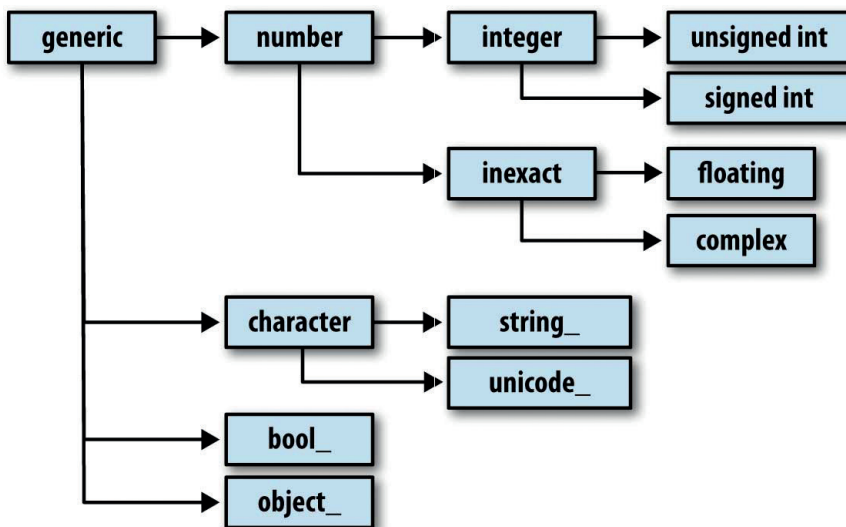 generic
number
integer
unsigned int
signed int
inexact
floating
complex
character
string_
unicode_
bool_
object_